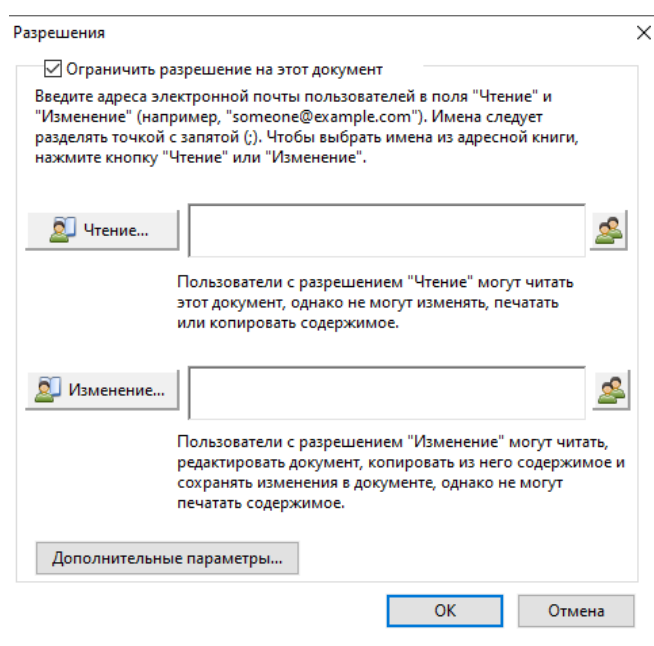 Разрешения
Ограничить разрешение на этот документ
Введите адреса электронной почты пользователей в поля "Чтение" и
"Изменение" (например, "someone@example.com"). Имена следует
разделять точкой с запятой (;). Чтобы выбрать имена из адресной книги,
нажмите кнопку "Чтение" или "Изменение".
Чтение...
Пользователи с разрешением "Чтение" могут читать
этот документ, однако не могут изменять, печатать
или копировать содержимое.
Изменение...
Пользователи с разрешением "Изменение" могут читать,
редактировать документ, копировать из него содержимое и
сохранять изменения в документе, однако не могут
печатать содержимое.
Дополнительные параметры...
ОК
Отмена